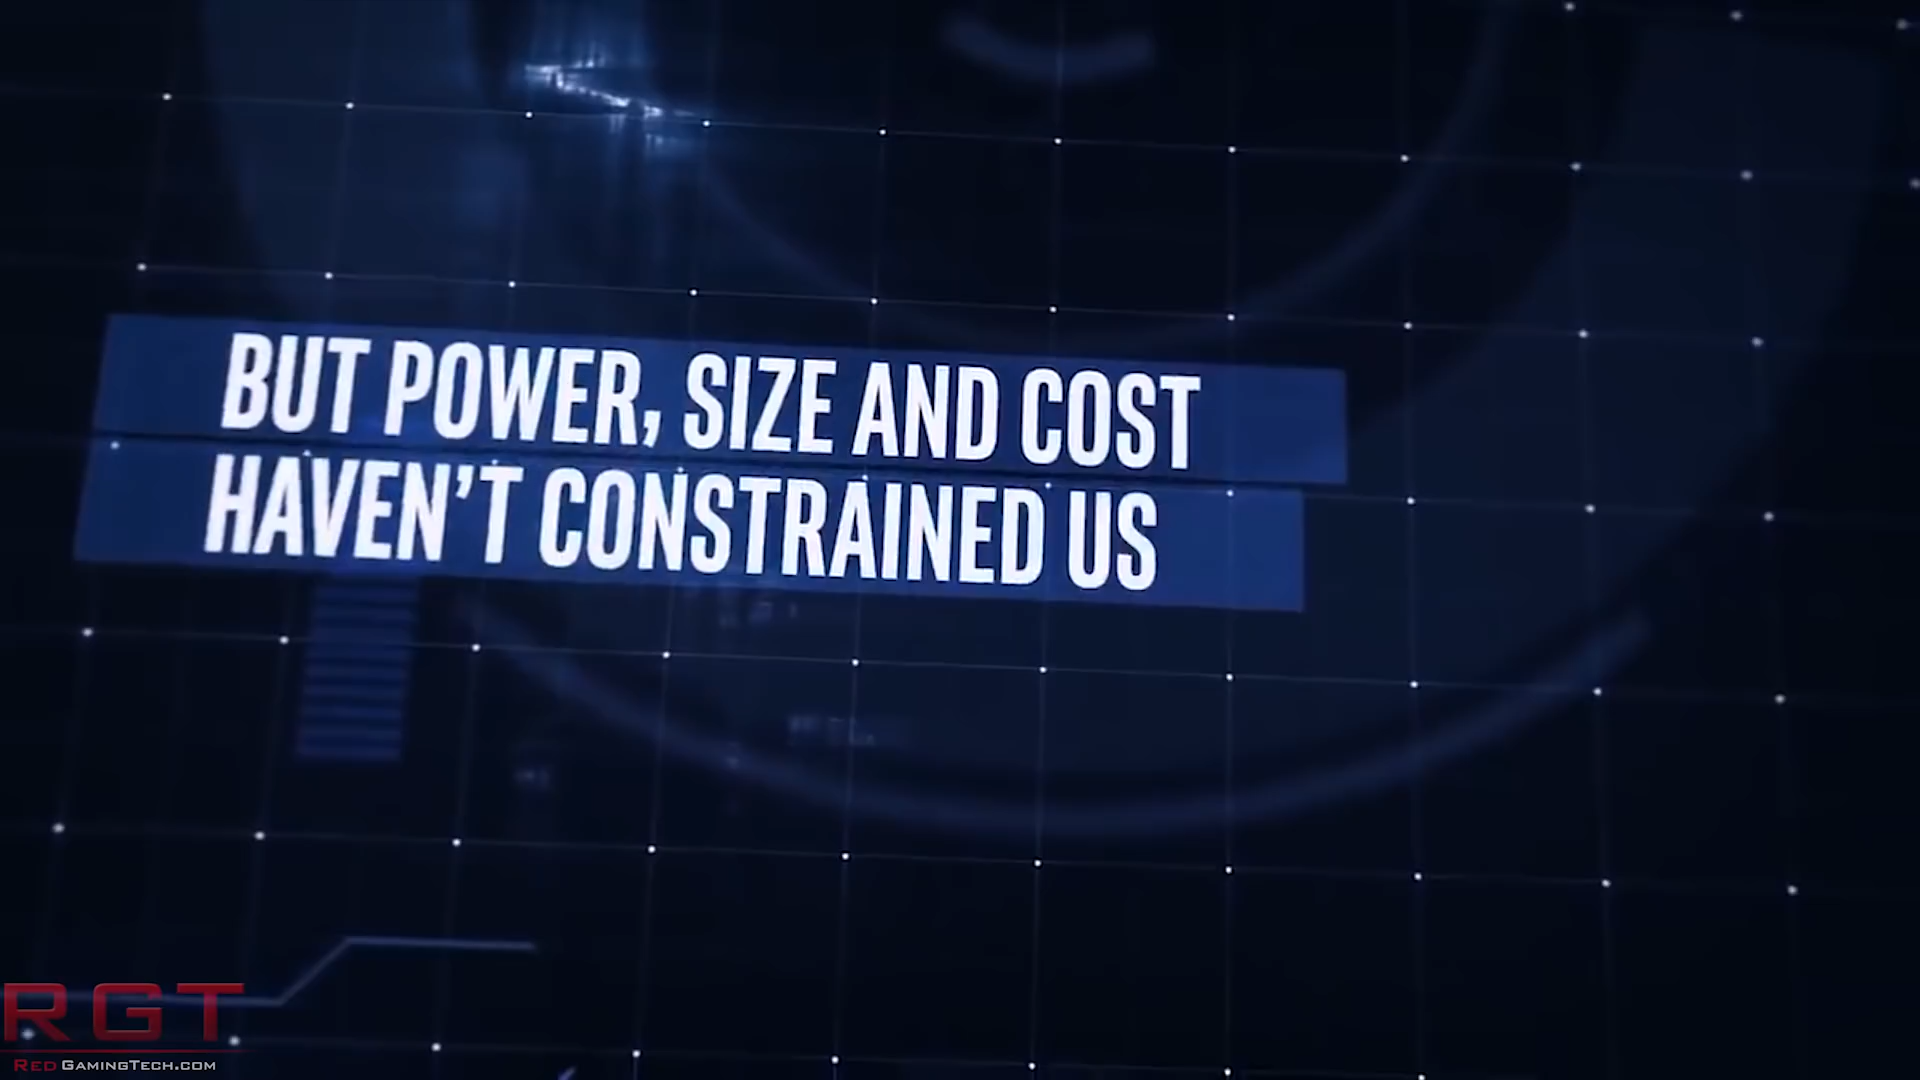 BUT POWER, SIZE AND COST
HAVEN'T CONSTRAINED US
RGT
REDGAMINGTECH.COM